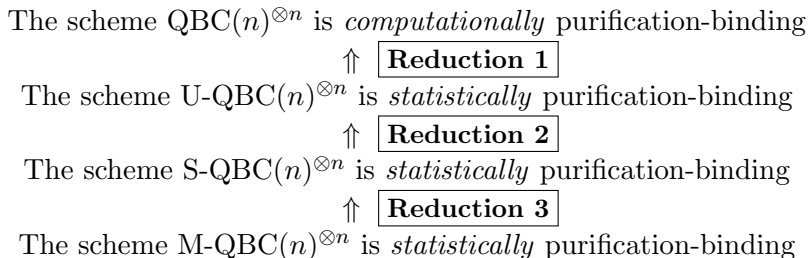 The scheme QBC(n)^{⊗n} is computationally purification-binding
⇑ Reduction 1
The scheme U-QBC(n)^{⊗n} is statistically purification-binding
⇑ Reduction 2
The scheme S-QBC(n)^{⊗n} is statistically purification-binding
⇑ Reduction 3
The scheme M-QBC(n)^{⊗n} is statistically purification-binding